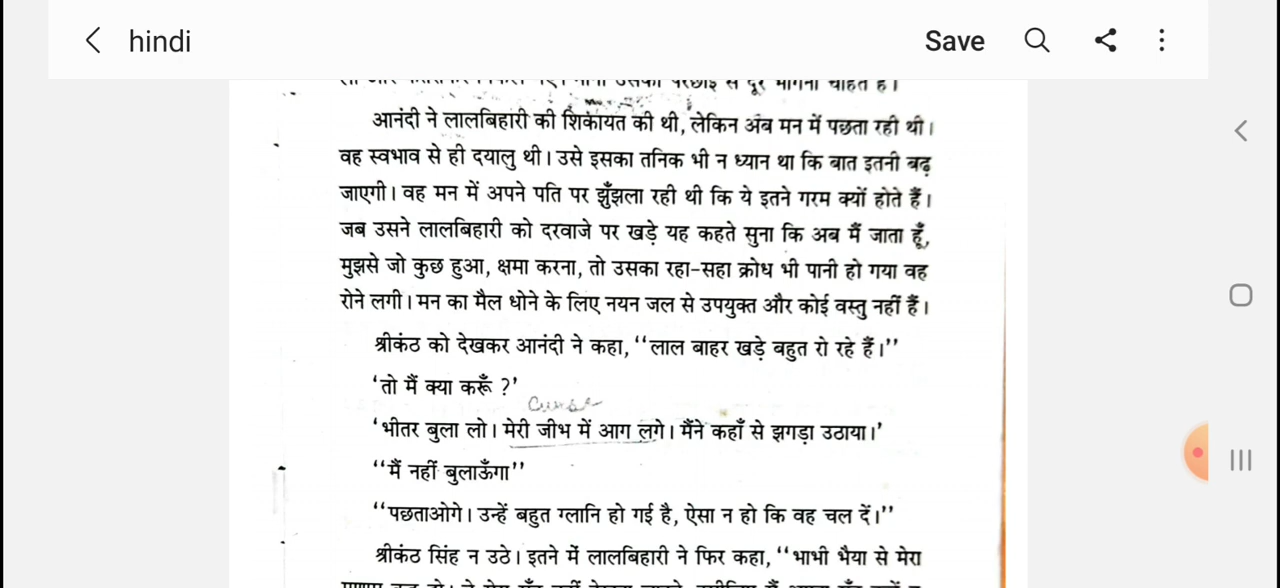 hindi
Save
से दूर भागना चाहते हैं।
आनंदी ने लालबिहारी की शिकायत की थी, लेकिन अब मन में पछता रही थी।
वह स्वभाव से ही दयालु थी। उसे इसका तनिक भी न ध्यान था कि बात इतनी बढ़
जाएगी। वह मन में अपने पति पर झुँझला रही थी कि ये इतने गरम क्यों होते हैं।
जब उसने लालबिहारी को दरवाजे पर खड़े यह कहते सुना कि अब मैं जाता हूँ,
मुझसे जो कुछ हुआ, क्षमा करना, तो उसका रहा-सहा क्रोध भी पानी हो गया वह
रोने लगी। मन का मैल धोने के लिए नयन जल से उपयुक्त और कोई वस्तु नहीं हैं।
श्रीकंठ को देखकर आनंदी ने कहा, ‘‘लाल बाहर खड़े बहुत रो रहे हैं।’’
‘तो मैं क्या करूँ ?’
Curse
‘भीतर बुला लो। मेरी जीभ में आग लगे। मैंने कहाँ से झगड़ा उठाया।’
‘‘मैं नहीं बुलाऊँगा’’
‘‘पछताओगे। उन्हें बहुत ग्लानि हो गई है, ऐसा न हो कि वह चल दें।’’
श्रीकंठ सिंह न उठे। इतने में लालबिहारी ने फिर कहा, ‘‘भाभी भैया से मेरा